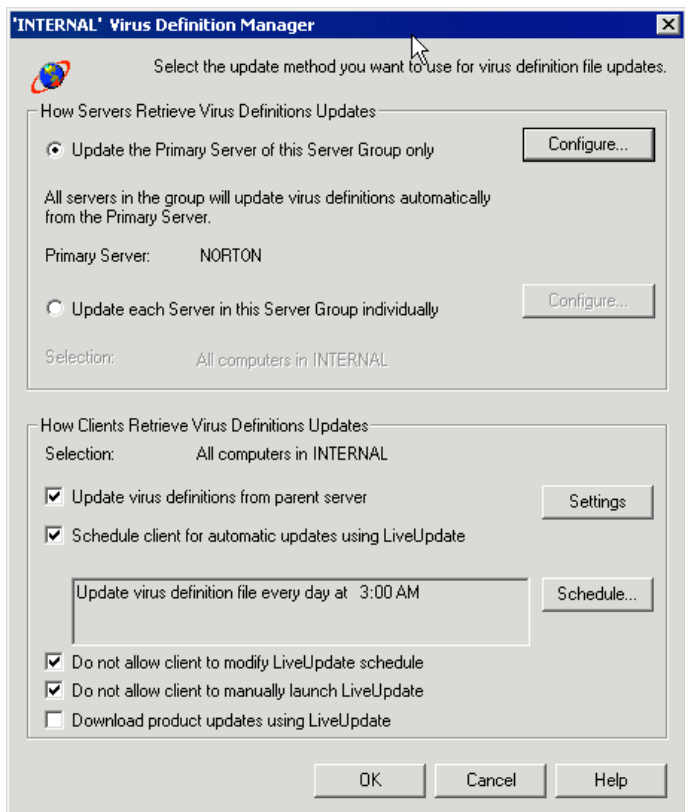 'INTERNAL' Virus Definition Manager
Select the update method you want to use for virus definition file updates.
How Servers Retrieve Virus Definitions Updates
Update the Primary Server of this Server Group only
Configure...
All servers in the group will update virus definitions automatically
from the Primary Server.
Primary Server: NORTON
Update each Server in this Server Group individually
Configure...
Selection: All computers in INTERNAL
How Clients Retrieve Virus Definitions Updates
Selection: All computers in INTERNAL
Update virus definitions from parent server
Settings
Schedule client for automatic updates using LiveUpdate
Update virus definition file every day at 3:00 AM
Schedule...
Do not allow client to modify LiveUpdate schedule
Do not allow client to manually launch LiveUpdate
Download product updates using LiveUpdate
OK Cancel Help